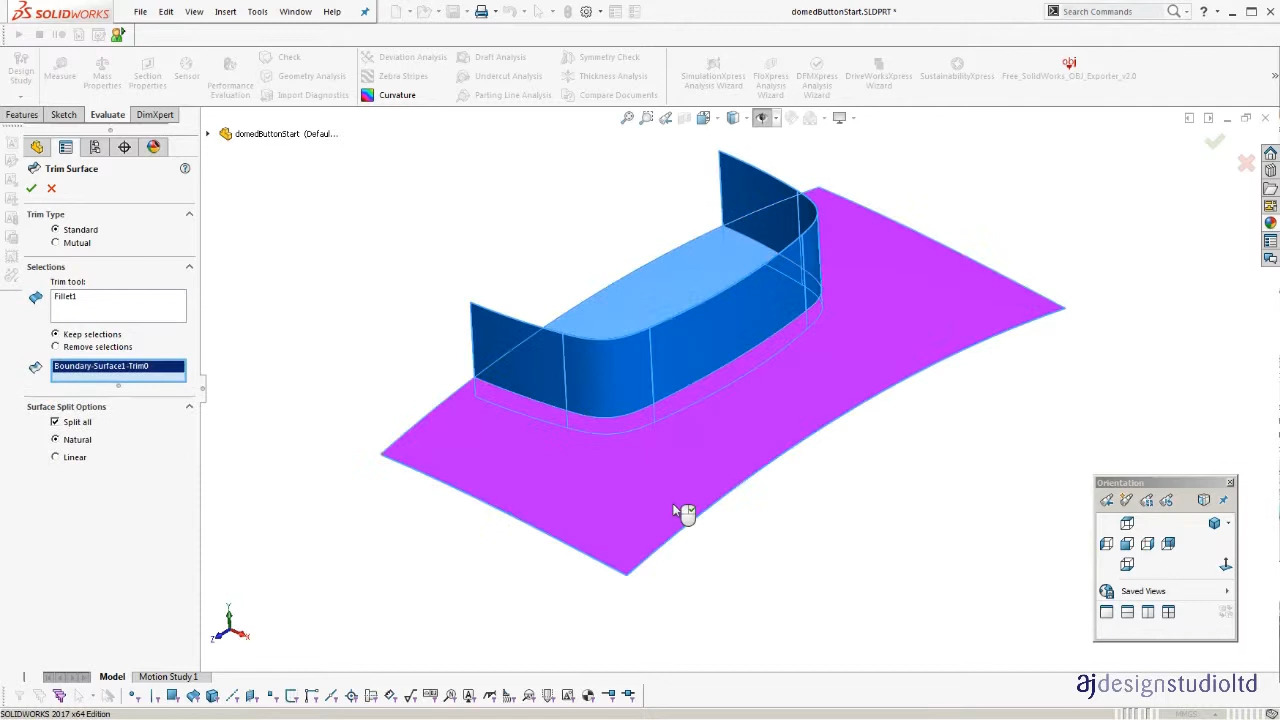 SOLIDWORKS File Edit View Insert Tools Window Help domedButtonStart.SLDPRT * Search Commands
Design Study Measure Mass Properties Section Properties Sensor Performance Evaluation Check Geometry Analysis Import Diagnostics Deviation Analysis Zebra Stripes Curvature Draft Analysis Undercut Analysis Parting Line Analysis Symmetry Check Thickness Analysis Compare Documents SimulationXpress Analysis Wizard FloXpress Analysis Wizard DFMXpress Analysis Wizard DriveWorksXpress Wizard SustainabilityXpress obj Free_SolidWorks_OBJ_Exporter_v2.0
Features Sketch Evaluate DimXpert
domedButtonStart (Defaul...
Trim Surface
Trim Type
Standard
Mutual
Selections
Trim tool:
Fillet1
Keep selections
Remove selections
Boundary-Surface1-Trim0
Surface Split Options
Split all
Natural
Linear
Orientation
Saved Views
Y
X
Z
Model Motion Study 1
ajdesignstudioltd
SOLIDWORKS 2017 x64 Edition MMGS